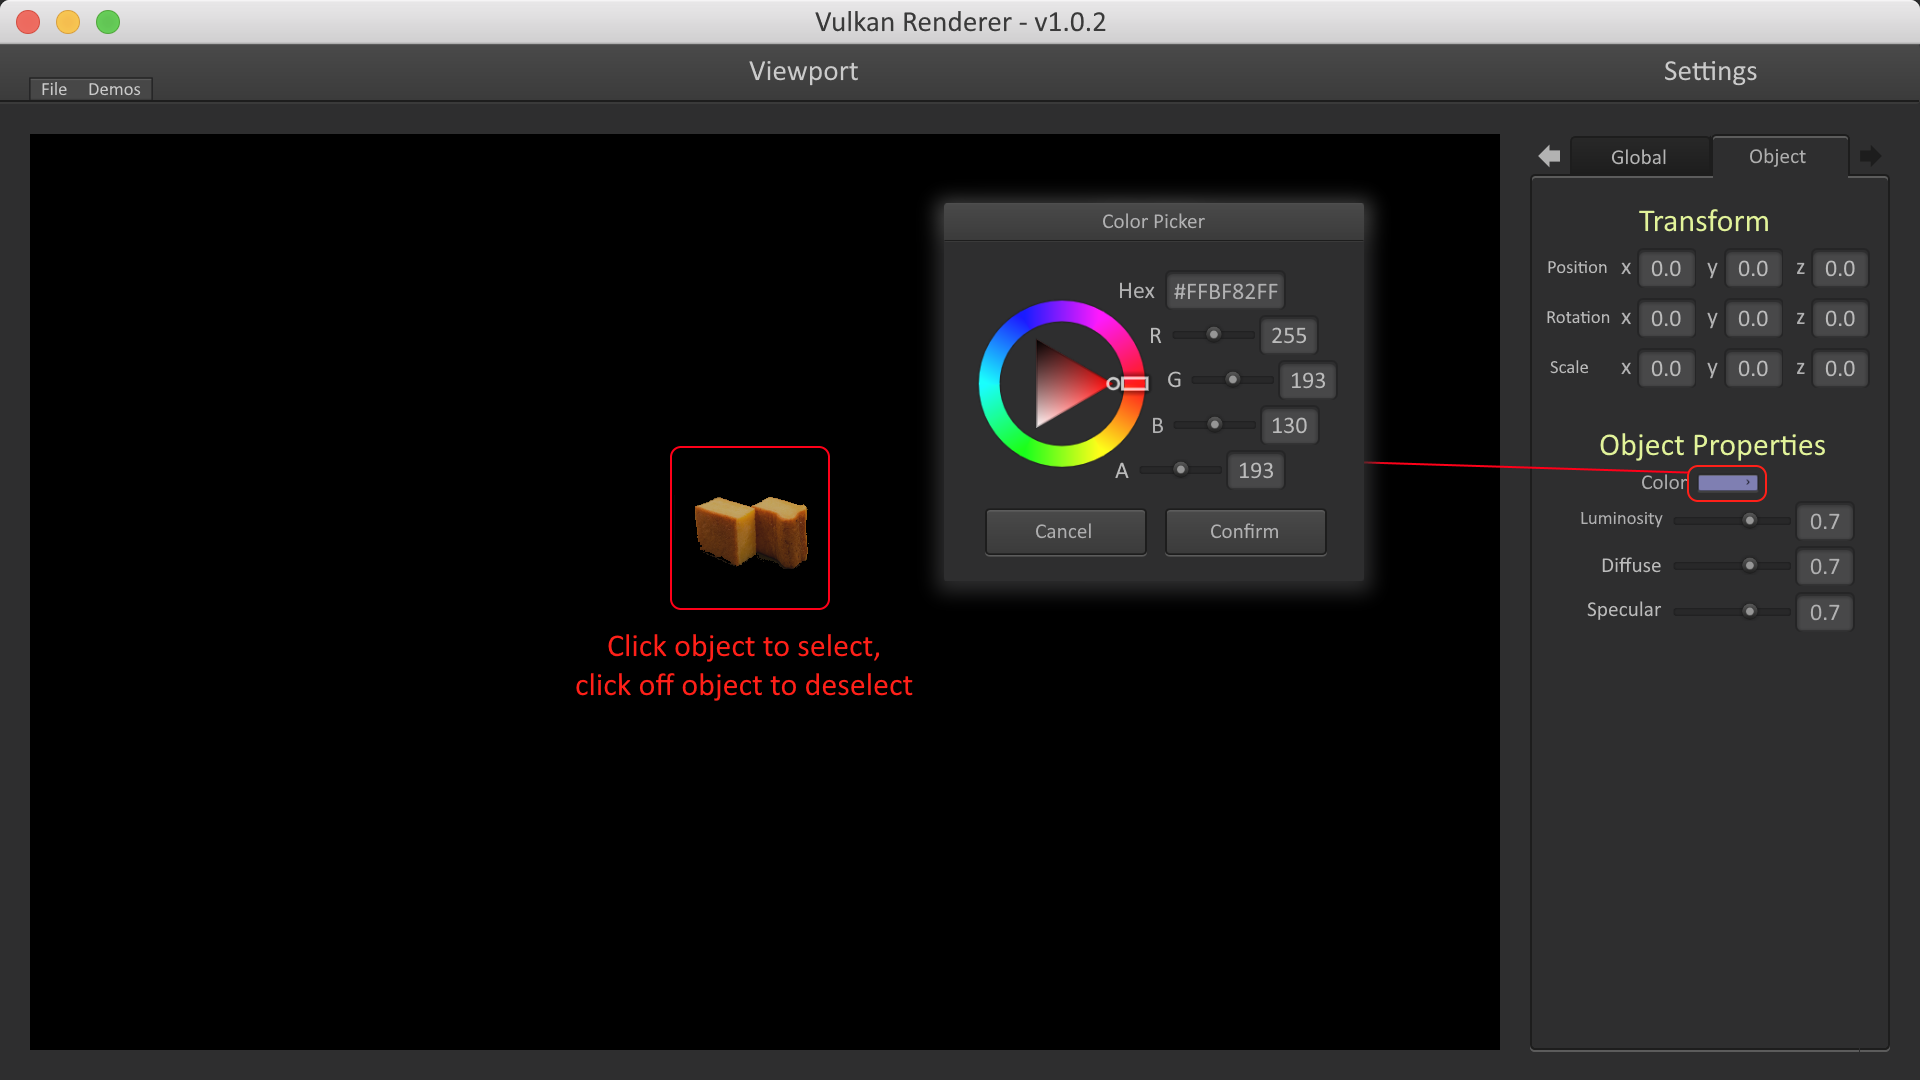 Vulkan Renderer - v1.0.2
Viewport
Settings
File Demos
Global Object
Color Picker
Hex #FFBF82FF
R 255
G 193
B 130
A 193
Cancel Confirm
Click object to select,
click off object to deselect
Transform
Position x 0.0 y 0.0 z 0.0
Rotation x 0.0 y 0.0 z 0.0
Scale x 0.0 y 0.0 z 0.0
Object Properties
Color
Luminosity 0.7
Diffuse 0.7
Specular 0.7